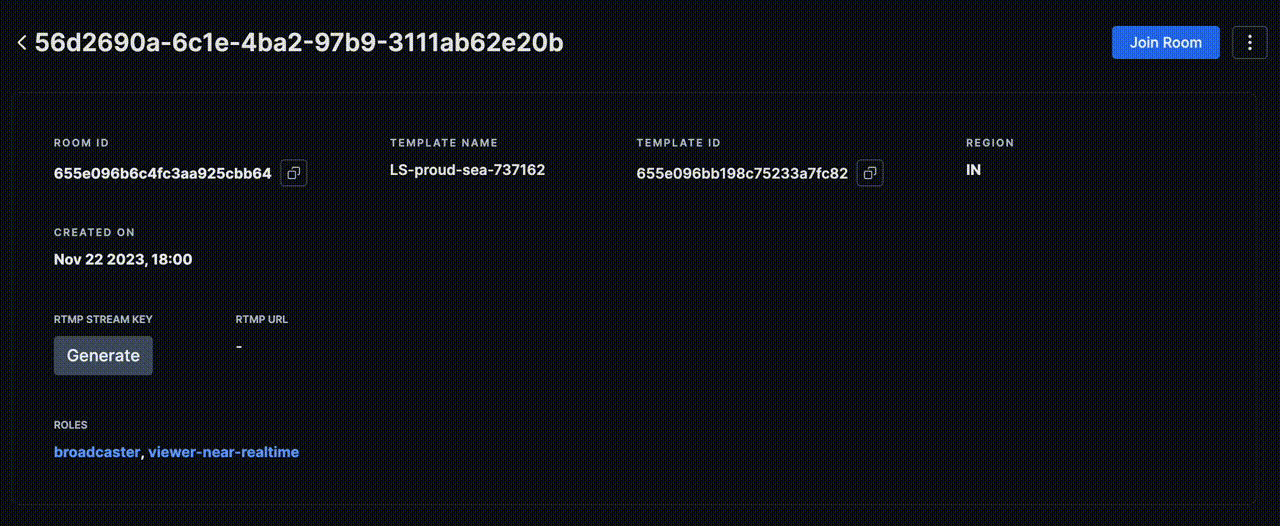 56d2690a-6c1e-4ba2-97b9-3111ab62e20b
Join Room
ROOM ID TEMPLATE NAME TEMPLATE ID REGION
655e096b6c4fc3aa925cbb64 LS-proud-sea-737162 655e096bb198c75233a7fc82 IN
CREATED ON
Nov 22 2023, 18:00
RTMP STREAM KEY RTMP URL
Generate -
ROLES
broadcaster, viewer-near-realtime